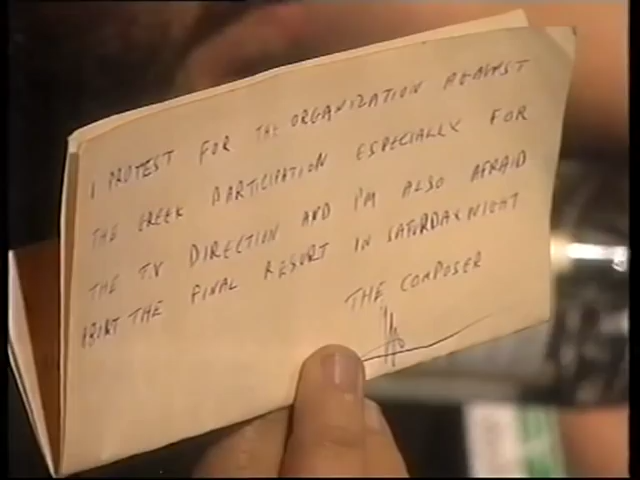 I PROTEST FOR THE ORGANIZATION AGAINST
THE GREEK PARTICIPATION ESPECIALLY FOR
THE T.V DIRECTION AND I'M ALSO AFRAID
ABOUT THE FINAL RESORT IN SATURDAY NIGHT
THE COMPOSER